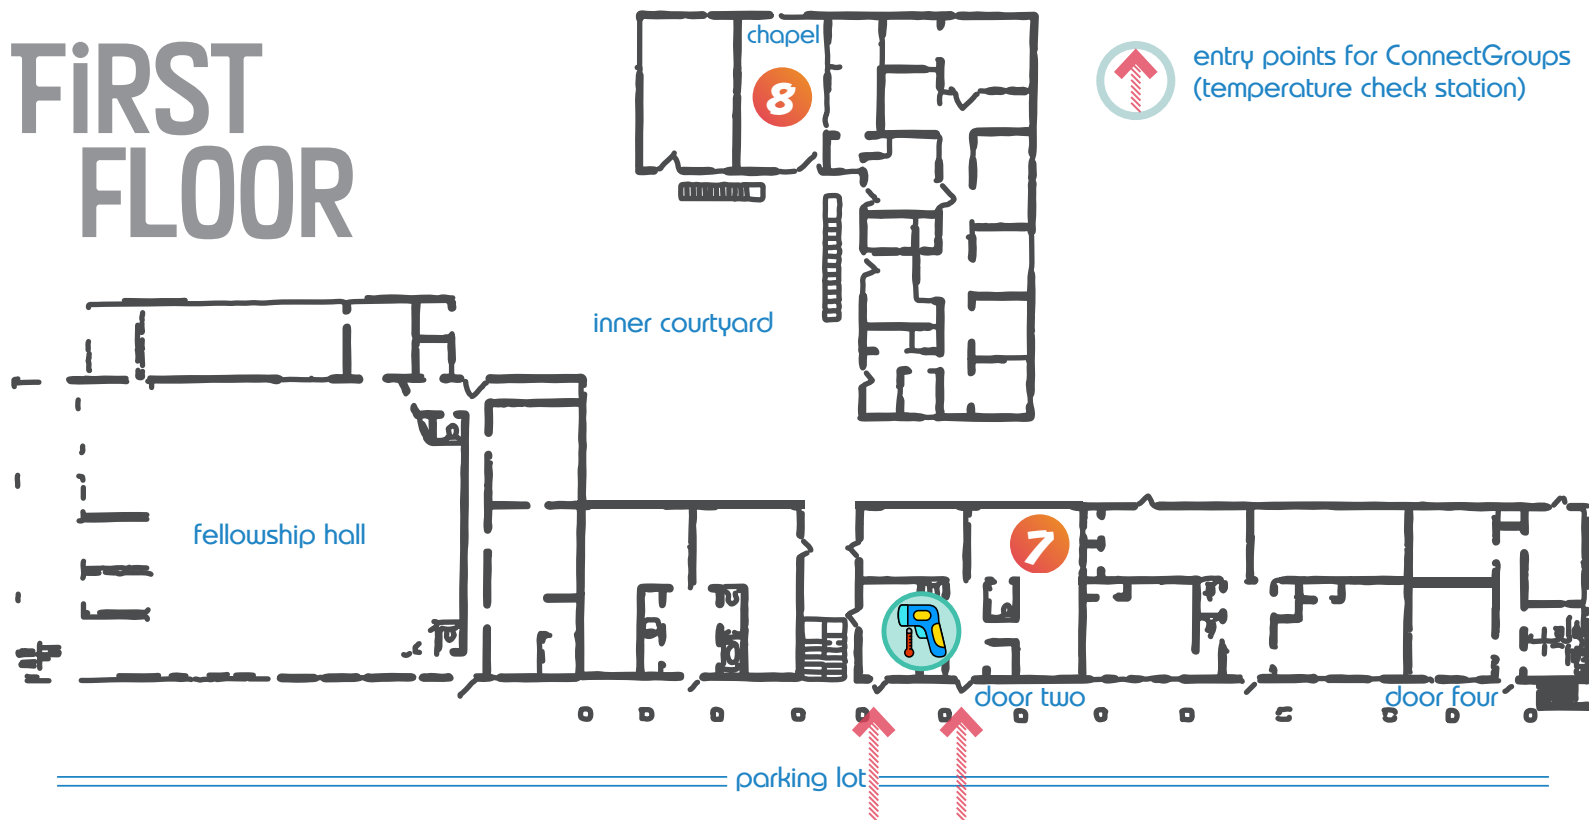 FiRST
FLOOR
chapel
8
entry points for ConnectGroups
(temperature check station)
inner courtyard
fellowship hall
7
door two
door four
parking lot